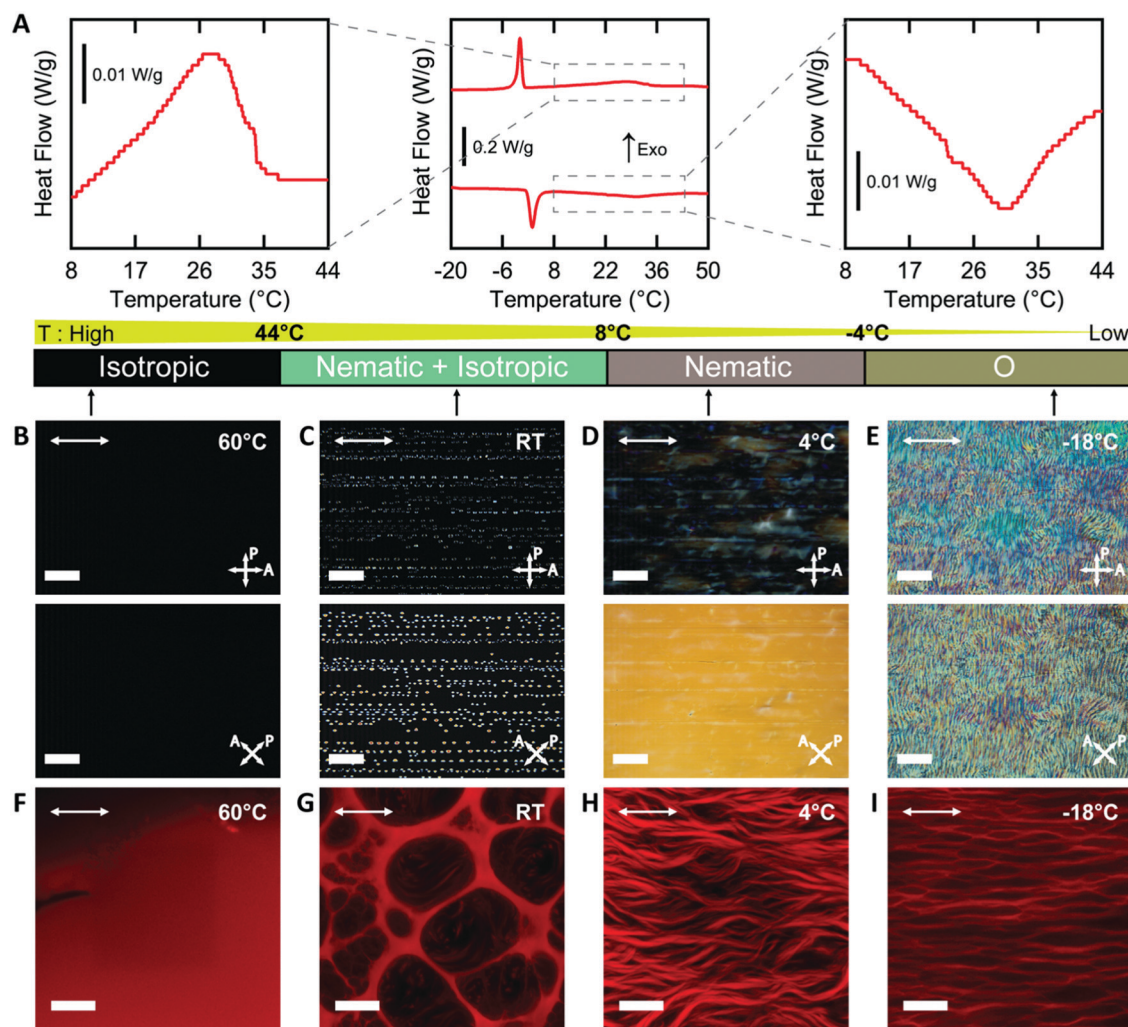 A
Heat Flow (W/g)
0.01 W/g
8 17 26 35 44
Temperature (°C)
Heat Flow (W/g)
0.2 W/g
↑Exo
-20 -6 8 22 36 50
Temperature (°C)
Heat Flow (W/g)
0.01 W/g
8 17 26 35 44
Temperature (°C)
T : High 44°C 8°C -4°C Low
Isotropic Nematic + Isotropic Nematic O
B 60°C
P
A
A P
C RT
P
A
A P
D 4°C
P
A
A P
E -18°C
P
A
A P
F 60°C
G RT
H 4°C
I -18°C